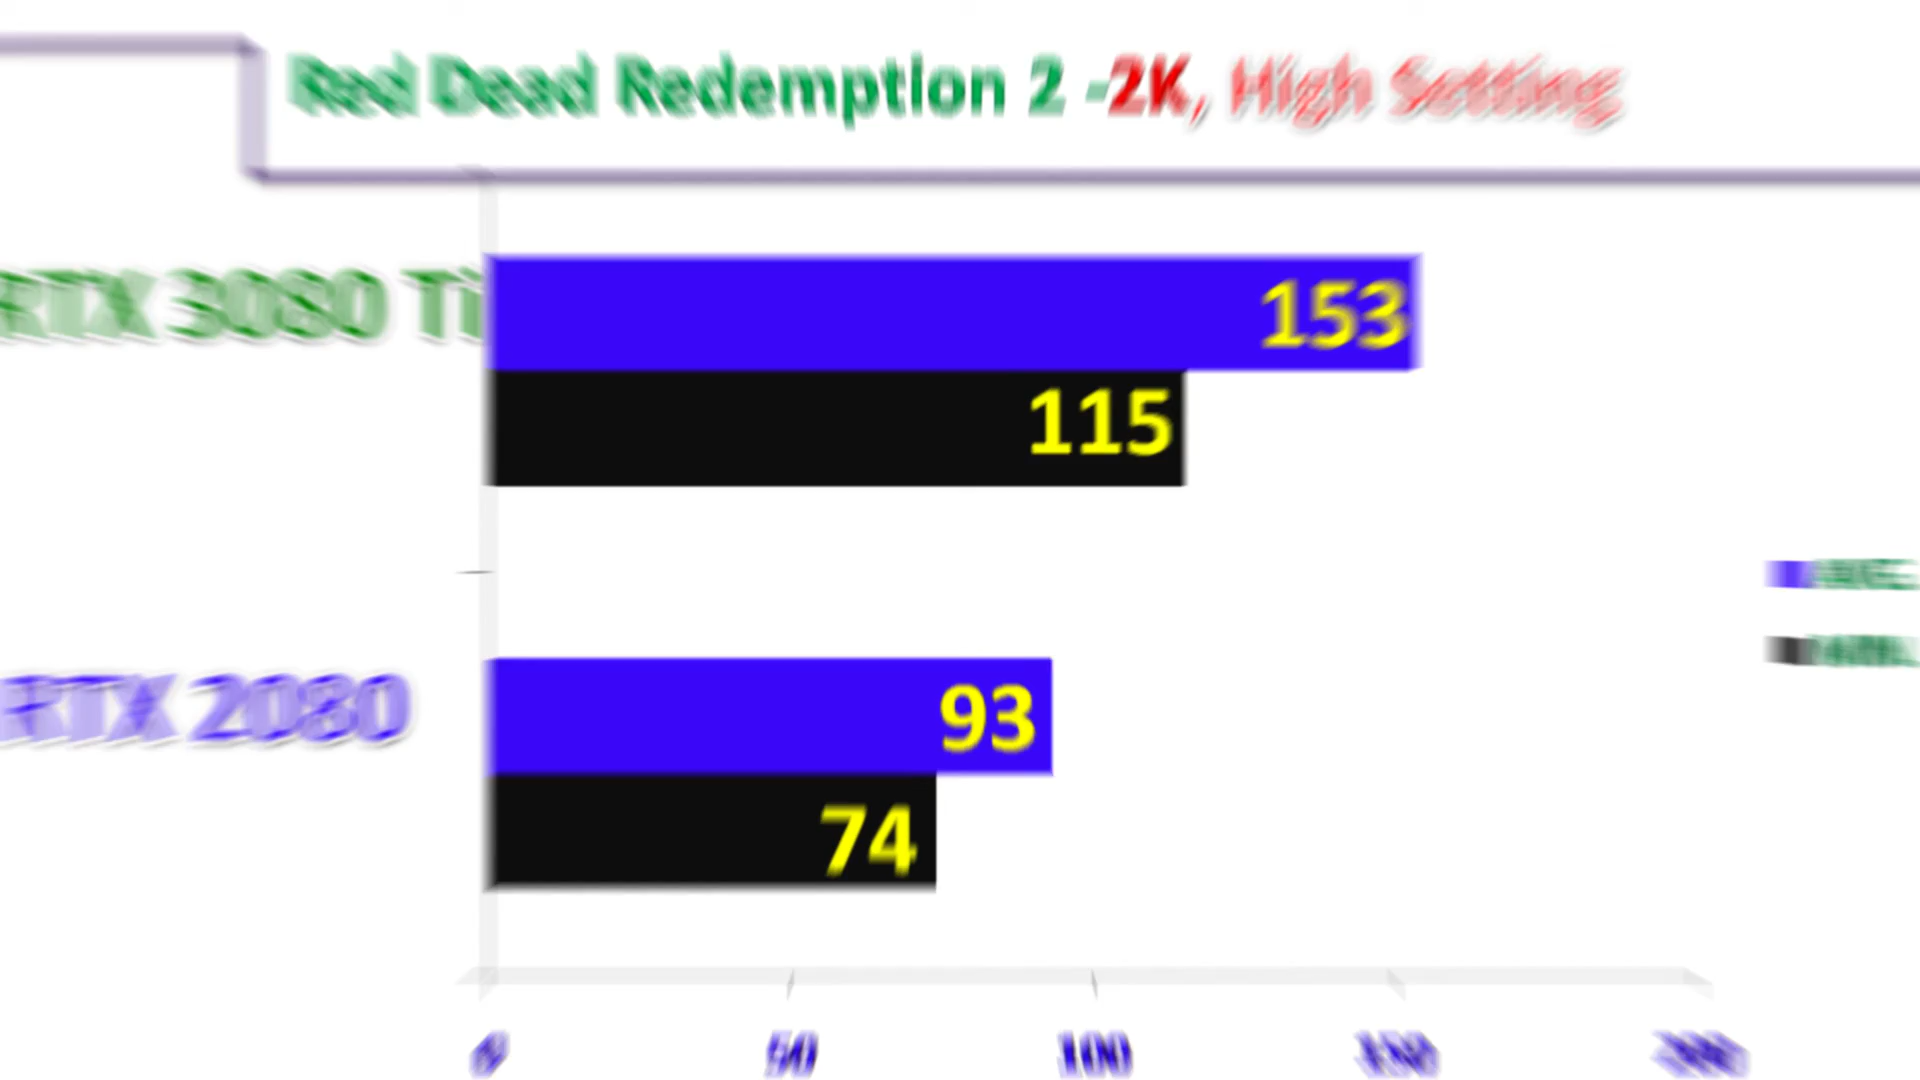 Red Dead Redemption 2 -2K, High Setting
RTX 3080 Ti
153
115
RTX 2080
93
74
0 50 100 150 200